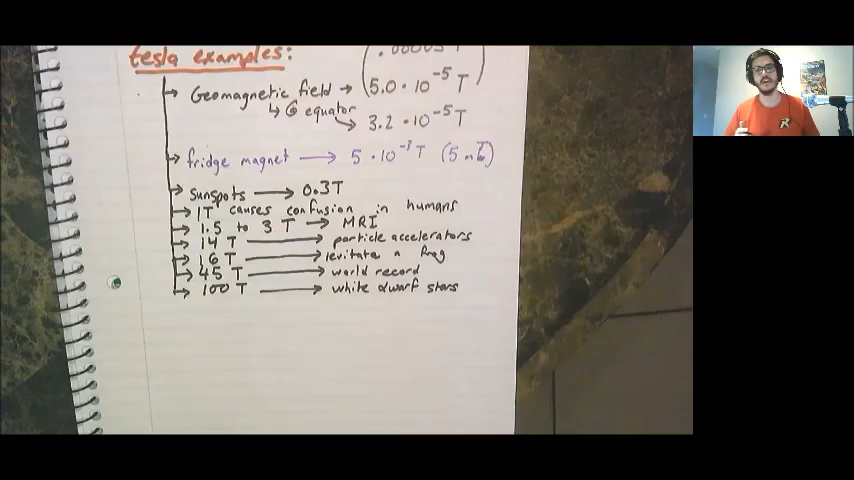 tesla examples:
(.00005 T
Geomagnetic field → 5.0 · 10⁻⁵ T)
↳ @ equator → 3.2 · 10⁻⁵ T
fridge magnet → 5 · 10⁻³ T (5 mT)
sunspots → 0.3T
1T causes confusion in humans
1.5 to 3 T → MRI
14 T → particle accelerators
16 T → levitate a frog
45 T → world record
100 T → white dwarf stars
R